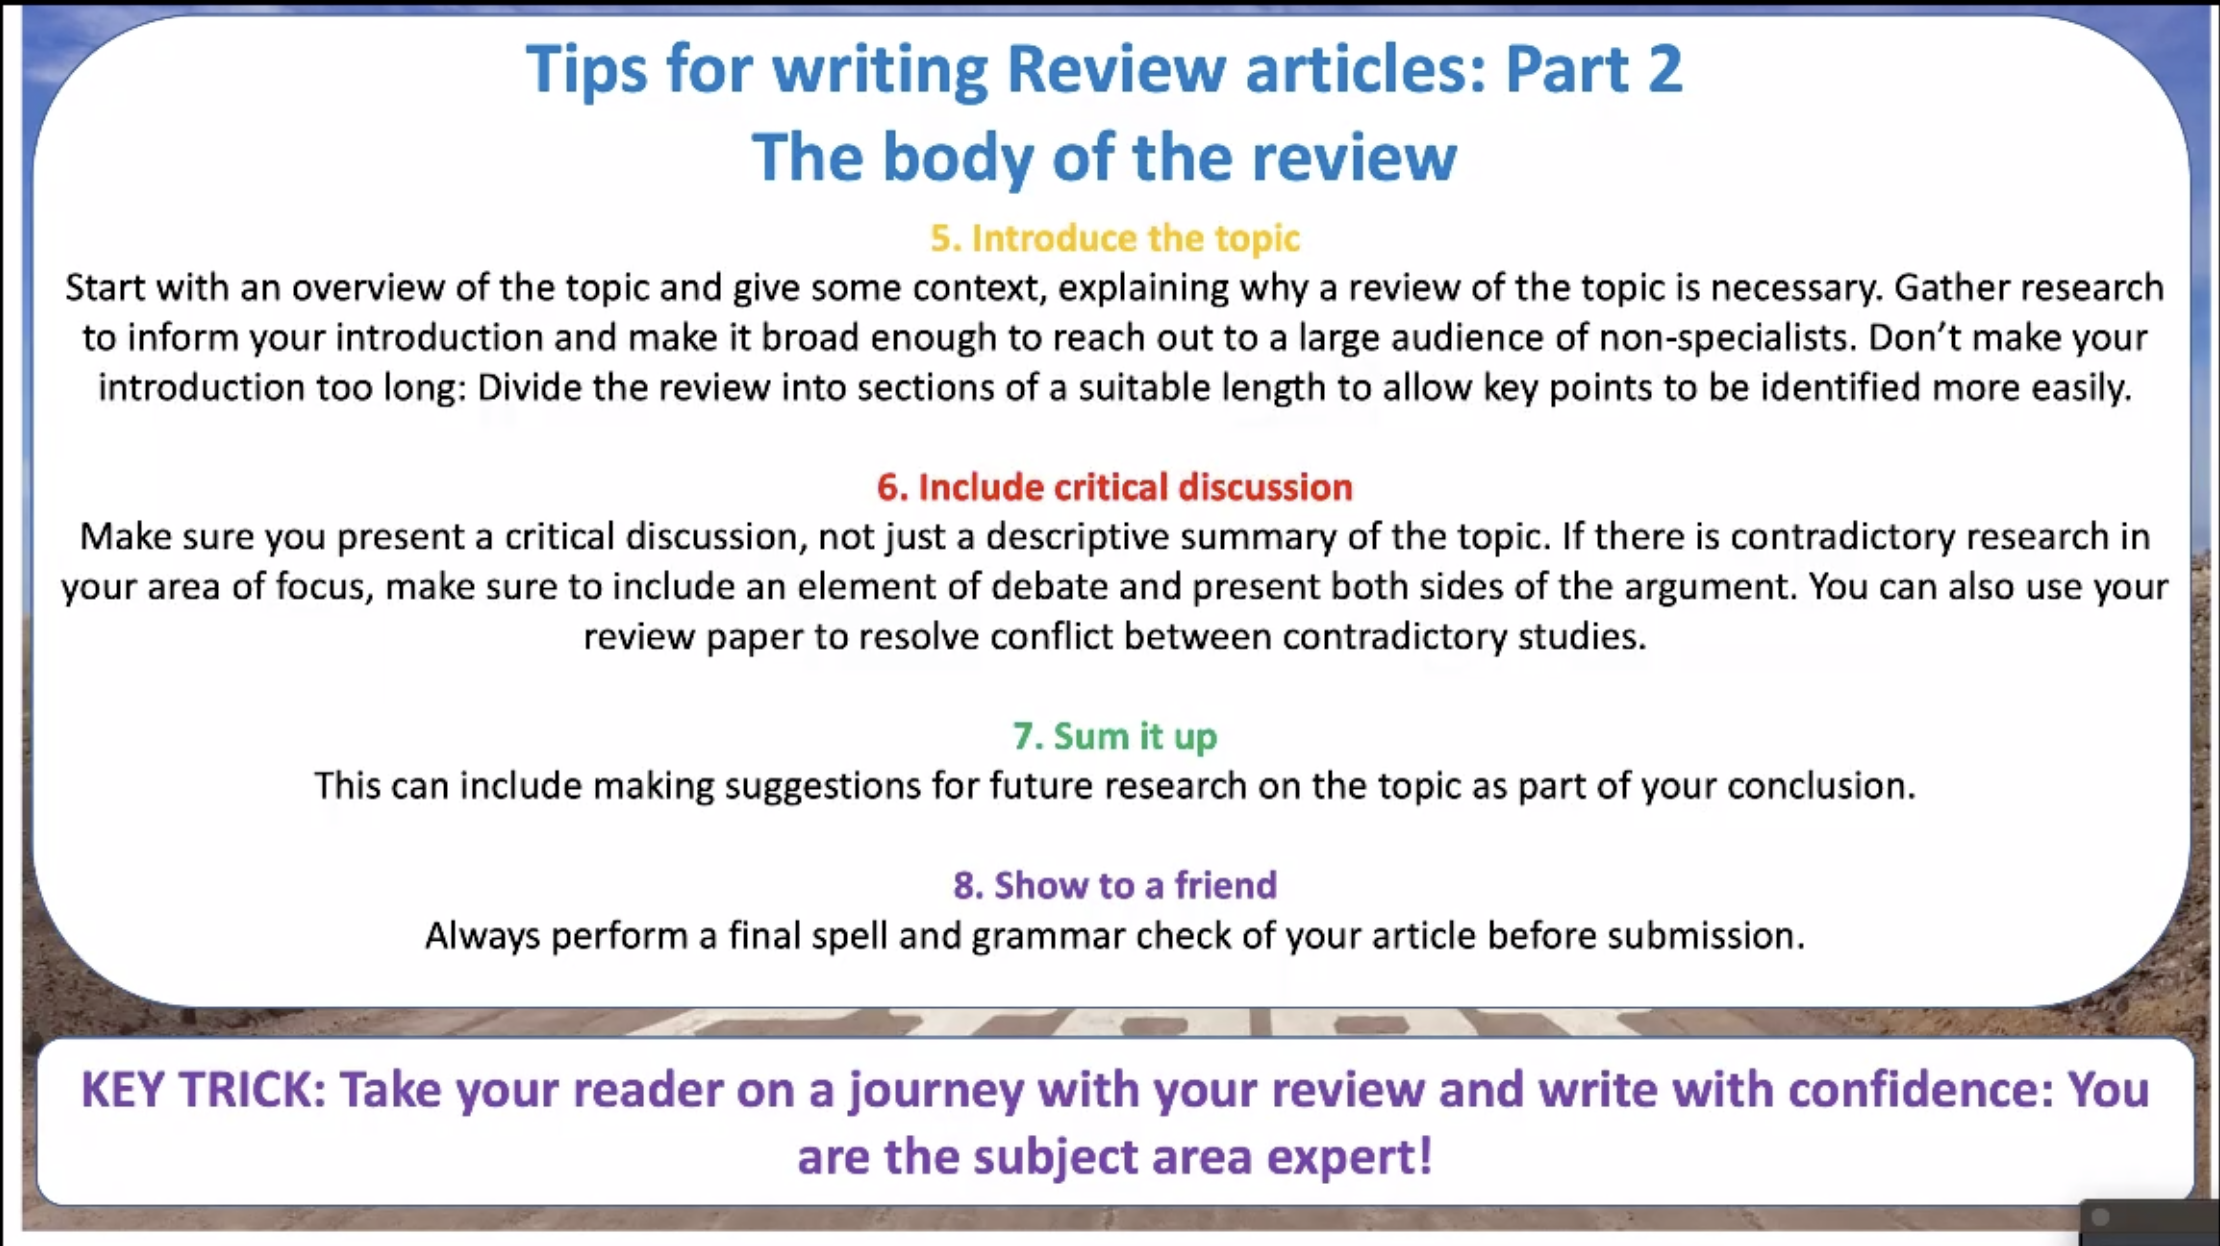 Tips for writing Review articles: Part 2
The body of the review
5. Introduce the topic
Start with an overview of the topic and give some context, explaining why a review of the topic is necessary. Gather research
to inform your introduction and make it broad enough to reach out to a large audience of non-specialists. Don’t make your
introduction too long: Divide the review into sections of a suitable length to allow key points to be identified more easily.
6. Include critical discussion
Make sure you present a critical discussion, not just a descriptive summary of the topic. If there is contradictory research in
your area of focus, make sure to include an element of debate and present both sides of the argument. You can also use your
review paper to resolve conflict between contradictory studies.
7. Sum it up
This can include making suggestions for future research on the topic as part of your conclusion.
8. Show to a friend
Always perform a final spell and grammar check of your article before submission.
KEY TRICK: Take your reader on a journey with your review and write with confidence: You
are the subject area expert!